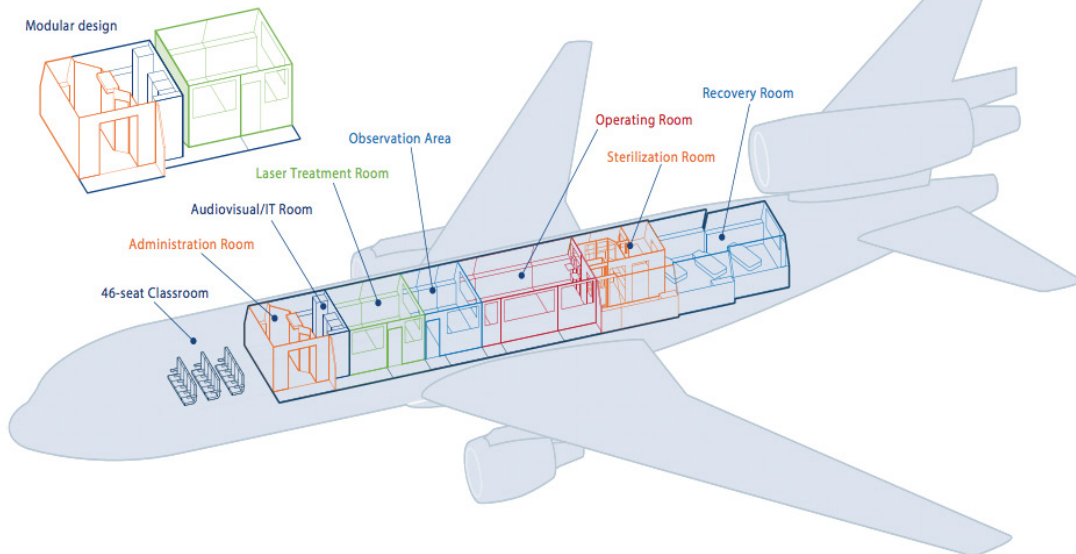 Modular design
Recovery Room
Operating Room
Observation Area
Sterilization Room
Laser Treatment Room
Audiovisual/IT Room
Administration Room
46-seat Classroom